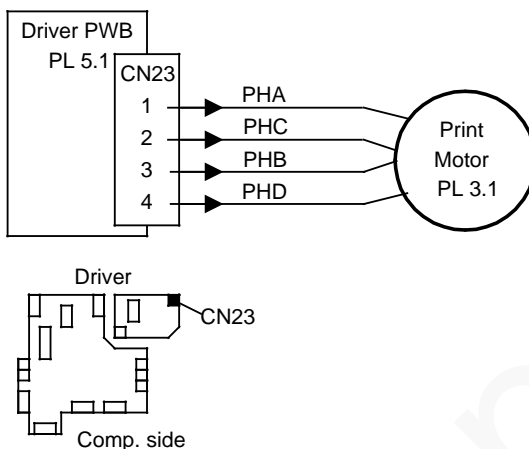 Driver PWB
PL 5.1
CN23
1
PHA
2
PHC
3
PHB
4
PHD
Print
Motor
PL 3.1
Driver
CN23
Comp. side